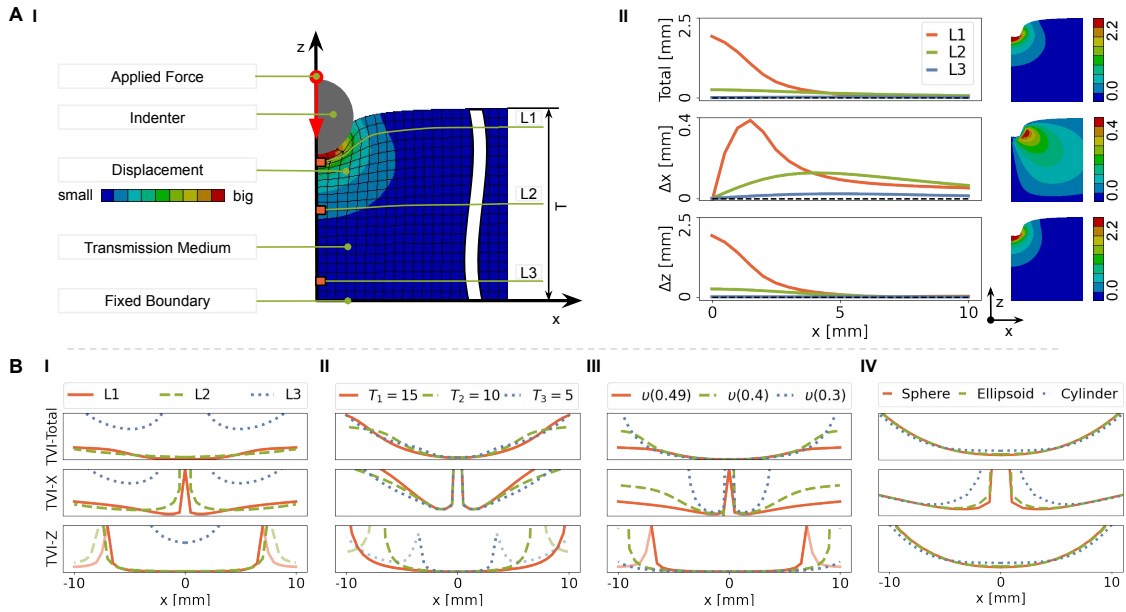 A I
z
Applied Force
Indenter
Displacement
small big
Transmission Medium
Fixed Boundary
L1
L2
L3
T
x
II
Total [mm]
2.5
0
L1
L2
L3
2.2
0.0
Δx [mm]
0.4
0
0.4
0.0
Δz [mm]
2.5
0
2.2
0.0
0 5 10
x [mm]
z
x
B I
L1 L2 L3
TVI-Total
TVI-X
TVI-Z
-10 0 10
x [mm]
II
T₁ = 15 T₂ = 10 T₃ = 5
-10 0 10
x [mm]
III
υ(0.49) υ(0.4) υ(0.3)
-10 0 10
x [mm]
IV
Sphere Ellipsoid Cylinder
-10 0 10
x [mm]